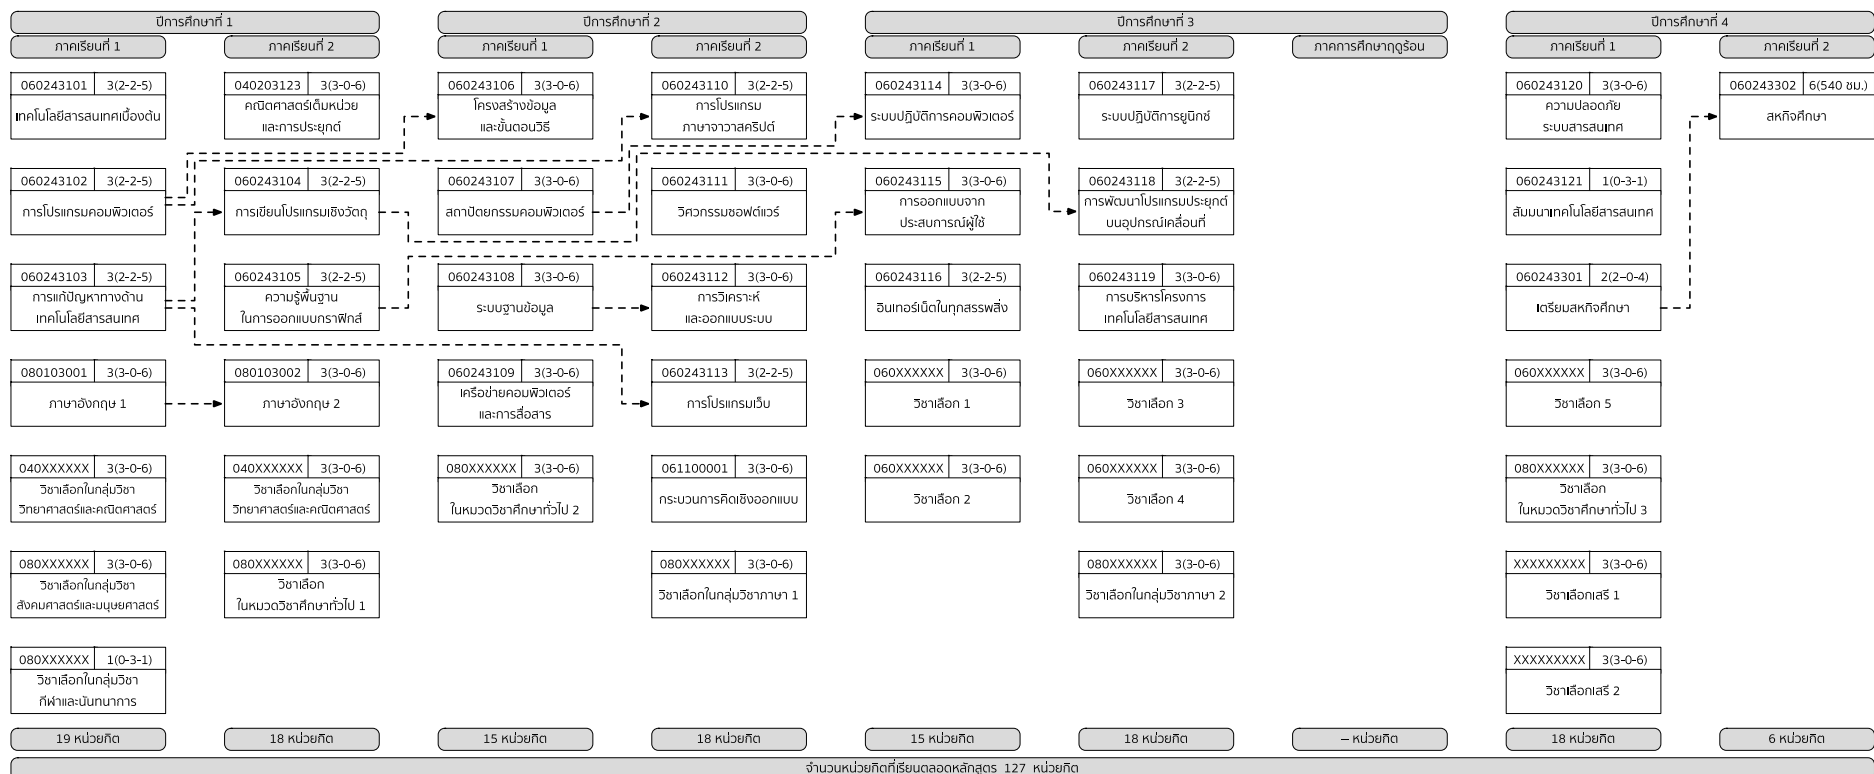 ปีการศึกษาที่ 1
ปีการศึกษาที่ 2
ปีการศึกษาที่ 3
ปีการศึกษาที่ 4
ภาคเรียนที่ 1
ภาคเรียนที่ 2
ภาคเรียนที่ 1
ภาคเรียนที่ 2
ภาคเรียนที่ 1
ภาคเรียนที่ 2
ภาคการศึกษาฤดูร้อน
ภาคเรียนที่ 1
ภาคเรียนที่ 2
060243101 3(2-2-5)
เทคโนโลยีสารสนเทศเบื้องต้น
040203123 3(3-0-6)
คณิตศาสตร์เต็มหน่วย
และการประยุกต์
060243106 3(3-0-6)
โครงสร้างข้อมูล
และขั้นตอนวิธี
060243110 3(2-2-5)
การโปรแกรม
ภาษาจาวาสคริปต์
060243114 3(3-0-6)
ระบบปฏิบัติการคอมพิวเตอร์
060243117 3(2-2-5)
ระบบปฏิบัติการยูนิกซ์
060243120 3(3-0-6)
ความปลอดภัย
ระบบสารสนเทศ
060243302 6(540 ชม.)
สหกิจศึกษา
060243102 3(2-2-5)
การโปรแกรมคอมพิวเตอร์
060243104 3(2-2-5)
การเขียนโปรแกรมเชิงวัตถุ
060243107 3(3-0-6)
สถาปัตยกรรมคอมพิวเตอร์
060243111 3(3-0-6)
วิศวกรรมซอฟต์แวร์
060243115 3(3-0-6)
การออกแบบจาก
ประสบการณ์ผู้ใช้
060243118 3(2-2-5)
การพัฒนาโปรแกรมประยุกต์
บนอุปกรณ์เคลื่อนที่
060243121 1(0-3-1)
สัมมนาเทคโนโลยีสารสนเทศ
060243103 3(2-2-5)
การแก้ปัญหาทางด้าน
เทคโนโลยีสารสนเทศ
060243105 3(2-2-5)
ความรู้พื้นฐาน
ในการออกแบบกราฟิกส์
060243108 3(3-0-6)
ระบบฐานข้อมูล
060243112 3(3-0-6)
การวิเคราะห์
และออกแบบระบบ
060243116 3(2-2-5)
อินเทอร์เน็ตในทุกสรรพสิ่ง
060243119 3(3-0-6)
การบริหารโครงการ
เทคโนโลยีสารสนเทศ
060243301 2(2-0-4)
เตรียมสหกิจศึกษา
080103001 3(3-0-6)
ภาษาอังกฤษ 1
080103002 3(3-0-6)
ภาษาอังกฤษ 2
060243109 3(3-0-6)
เครือข่ายคอมพิวเตอร์
และการสื่อสาร
060243113 3(2-2-5)
การโปรแกรมเว็บ
060XXXXXX 3(3-0-6)
วิชาเลือก 1
060XXXXXX 3(3-0-6)
วิชาเลือก 3
060XXXXXX 3(3-0-6)
วิชาเลือก 5
040XXXXXX 3(3-0-6)
วิชาเลือกในกลุ่มวิชา
วิทยาศาสตร์และคณิตศาสตร์
040XXXXXX 3(3-0-6)
วิชาเลือกในกลุ่มวิชา
วิทยาศาสตร์และคณิตศาสตร์
080XXXXXX 3(3-0-6)
วิชาเลือก
ในหมวดวิชาศึกษาทั่วไป 2
061100001 3(3-0-6)
กระบวนการคิดเชิงออกแบบ
060XXXXXX 3(3-0-6)
วิชาเลือก 2
060XXXXXX 3(3-0-6)
วิชาเลือก 4
080XXXXXX 3(3-0-6)
วิชาเลือก
ในหมวดวิชาศึกษาทั่วไป 3
080XXXXXX 3(3-0-6)
วิชาเลือกในกลุ่มวิชา
สังคมศาสตร์และมนุษยศาสตร์
080XXXXXX 3(3-0-6)
วิชาเลือก
ในหมวดวิชาศึกษาทั่วไป 1
080XXXXXX 3(3-0-6)
วิชาเลือกในกลุ่มวิชาภาษา 1
080XXXXXX 3(3-0-6)
วิชาเลือกในกลุ่มวิชาภาษา 2
XXXXXXXXX 3(3-0-6)
วิชาเลือกเสรี 1
080XXXXXX 1(0-3-1)
วิชาเลือกในกลุ่มวิชา
กีฬาและนันทนาการ
XXXXXXXXX 3(3-0-6)
วิชาเลือกเสรี 2
19 หน่วยกิต
18 หน่วยกิต
15 หน่วยกิต
18 หน่วยกิต
15 หน่วยกิต
18 หน่วยกิต
– หน่วยกิต
18 หน่วยกิต
6 หน่วยกิต
จำนวนหน่วยกิตที่เรียนตลอดหลักสูตร 127 หน่วยกิต